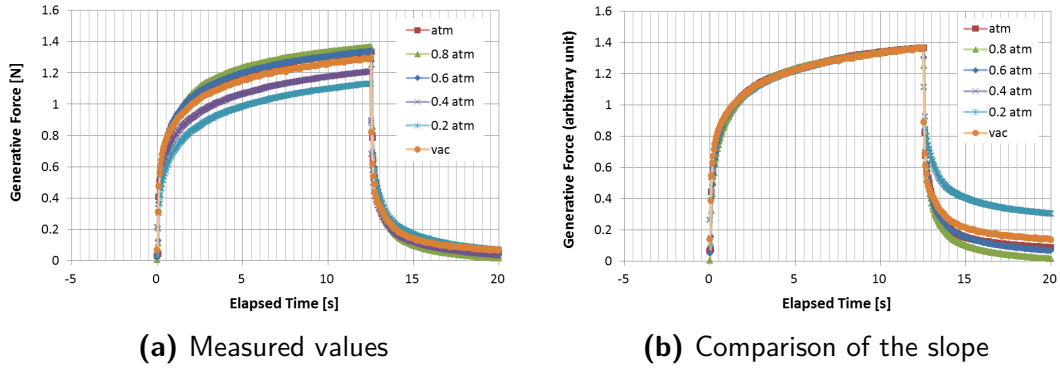 1.6
1.4
1.2
1
0.8
0.6
0.4
0.2
0
Generative Force [N]
-5 0 5 10 15 20
Elapsed Time [s]
atm
0.8 atm
0.6 atm
0.4 atm
0.2 atm
vac
(a) Measured values
1.6
1.4
1.2
1
0.8
0.6
0.4
0.2
0
Generative Force (arbitrary unit)
-5 0 5 10 15 20
Elapsed Time [s]
atm
0.8 atm
0.6 atm
0.4 atm
0.2 atm
vac
(b) Comparison of the slope